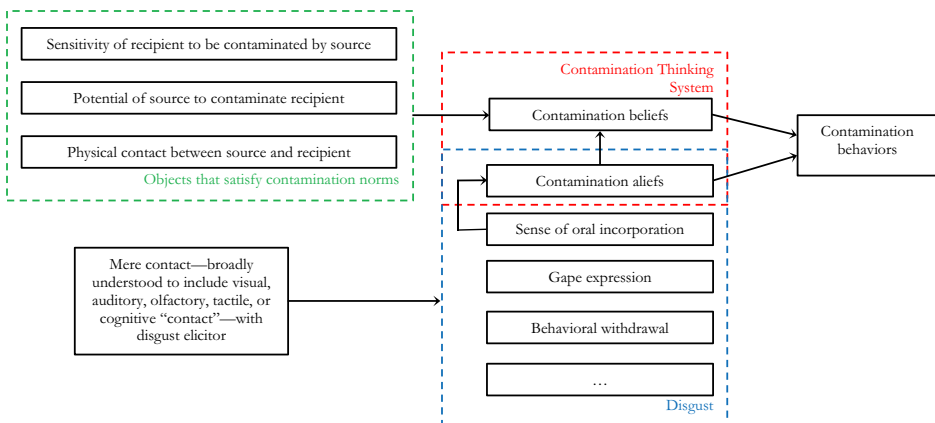 Sensitivity of recipient to be contaminated by source
Potential of source to contaminate recipient
Physical contact between source and recipient
Objects that satisfy contamination norms
Mere contact—broadly
understood to include visual,
auditory, olfactory, tactile, or
cognitive “contact”—with
disgust elicitor
Contamination Thinking
System
Contamination beliefs
Contamination aliefs
Sense of oral incorporation
Gape expression
Behavioral withdrawal
…
Disgust
Contamination
behaviors